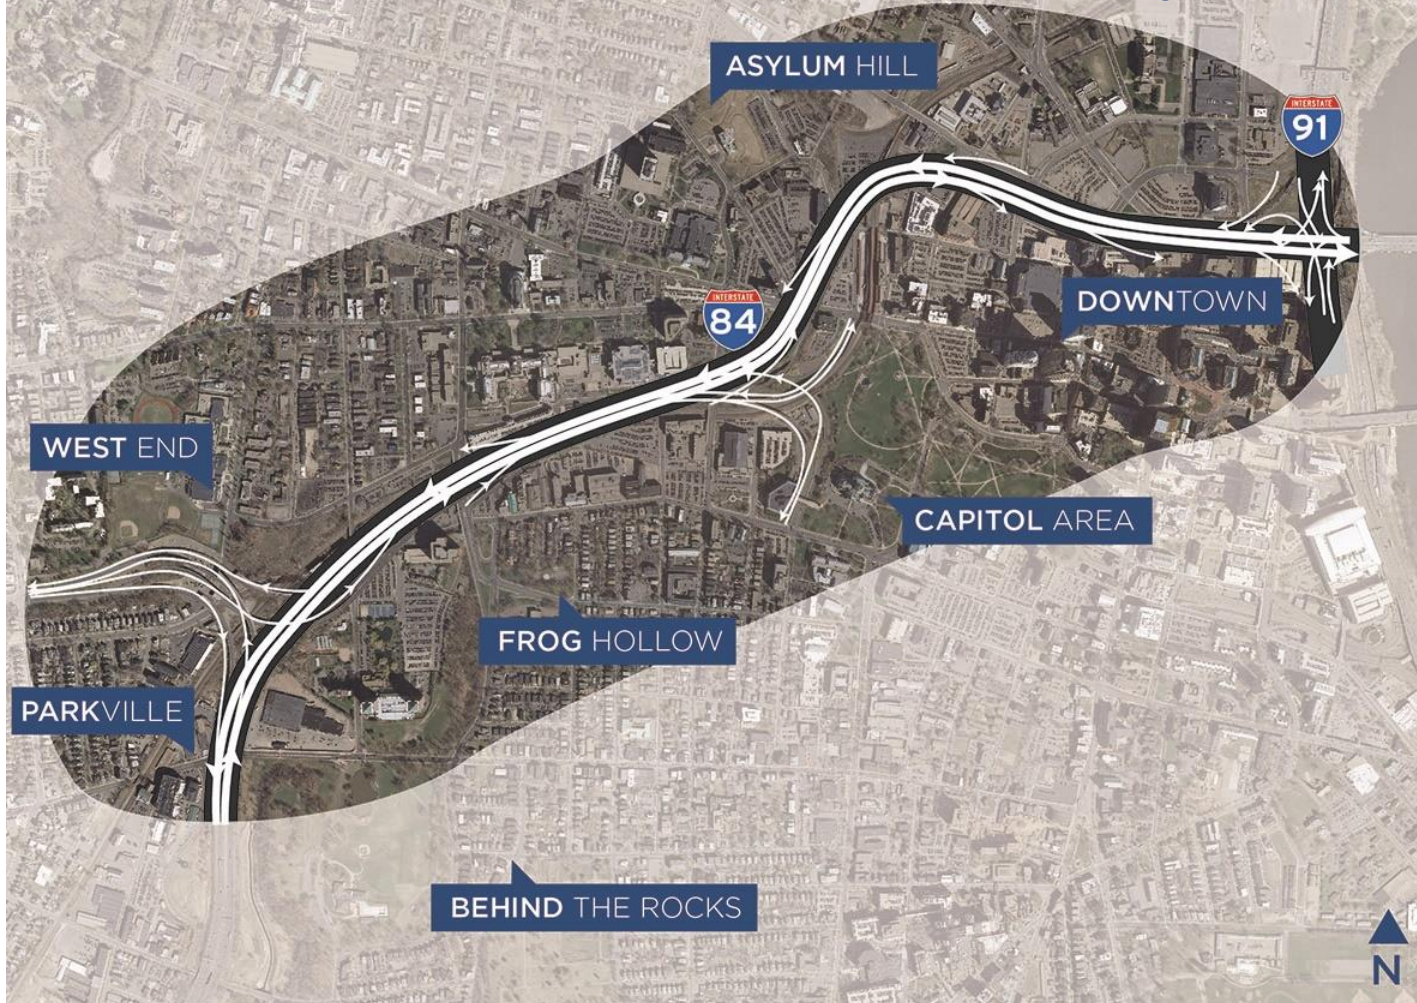 ASYLUM HILL
INTERSTATE
91
INTERSTATE
84
DOWNTOWN
WEST END
CAPITOL AREA
FROG HOLLOW
PARKVILLE
BEHIND THE ROCKS
N